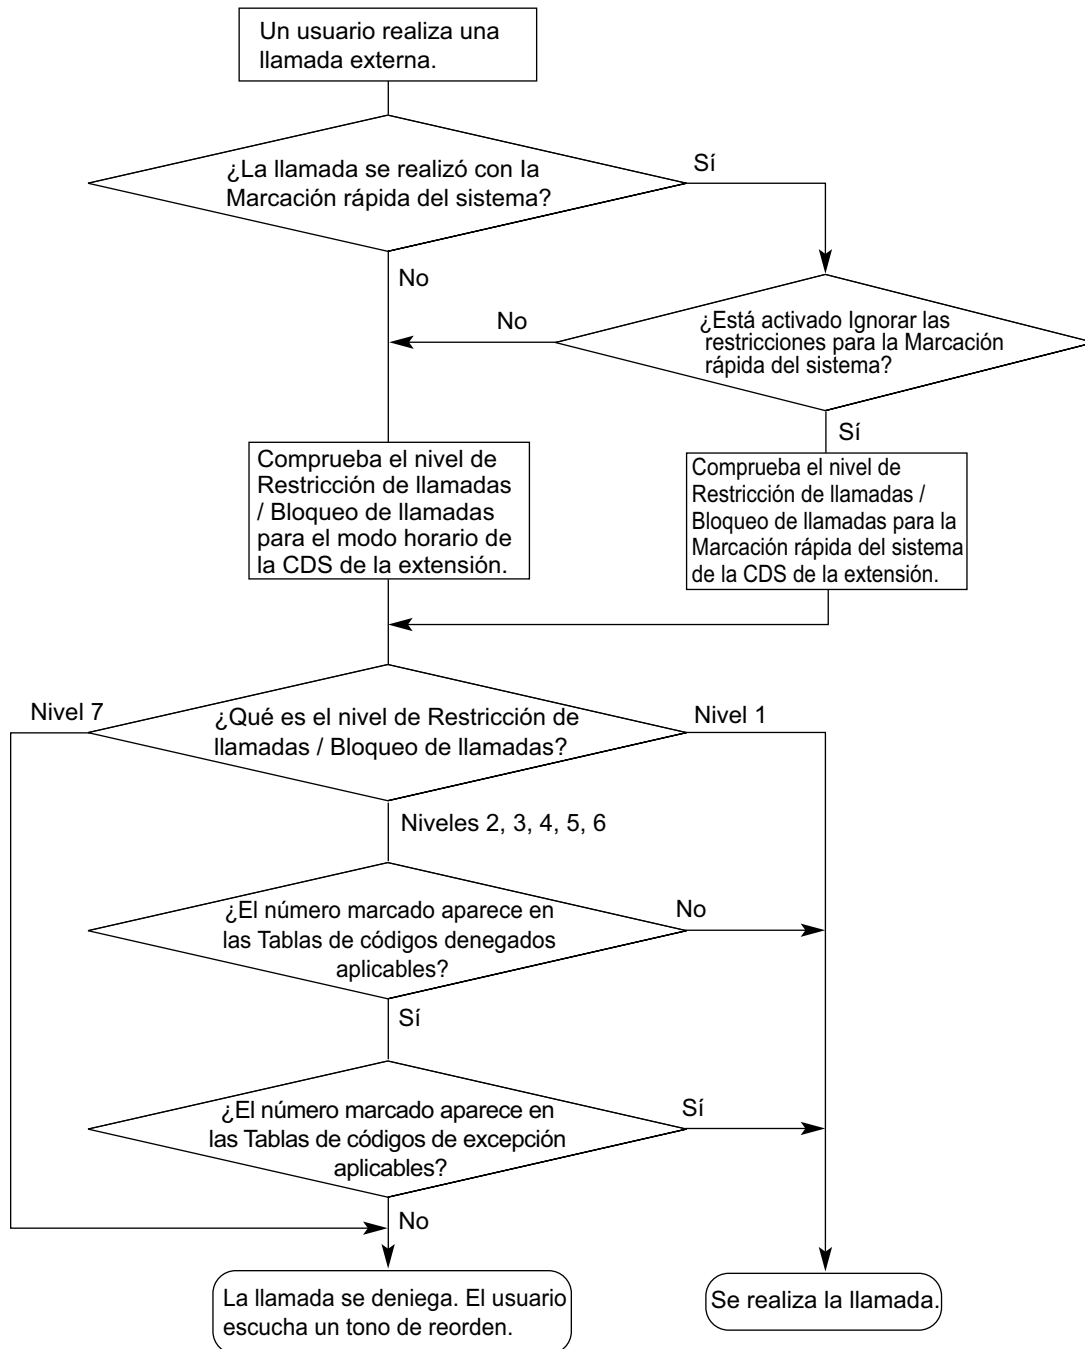 Un usuario realiza una
llamada externa.
¿La llamada se realizó con la
Marcación rápida del sistema?
Sí
No
¿Está activado Ignorar las
restricciones para la Marcación
rápida del sistema?
No
Sí
Comprueba el nivel de
Restricción de llamadas
/ Bloqueo de llamadas
para el modo horario de
la CDS de la extensión.
Comprueba el nivel de
Restricción de llamadas /
Bloqueo de llamadas para la
Marcación rápida del sistema
de la CDS de la extensión.
Nivel 7
¿Qué es el nivel de Restricción de
llamadas / Bloqueo de llamadas?
Nivel 1
Niveles 2, 3, 4, 5, 6
¿El número marcado aparece en
las Tablas de códigos denegados
aplicables?
No
Sí
¿El número marcado aparece en
las Tablas de códigos de excepción
aplicables?
Sí
No
La llamada se deniega. El usuario
escucha un tono de reorden.
Se realiza la llamada.